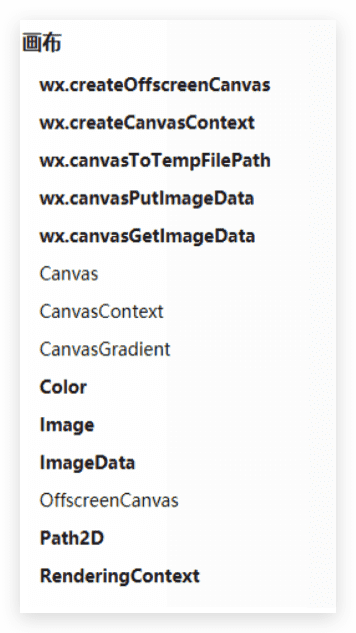 画布
wx.createOffscreenCanvas
wx.createCanvasContext
wx.canvasToTempFilePath
wx.canvasPutImageData
wx.canvasGetImageData
Canvas
CanvasContext
CanvasGradient
Color
Image
ImageData
OffscreenCanvas
Path2D
RenderingContext